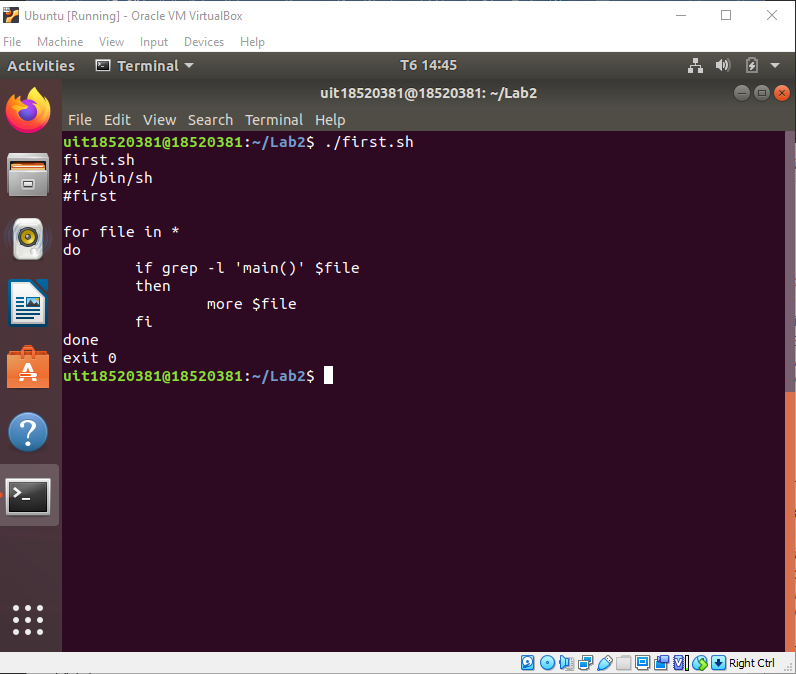 Ubuntu [Running] - Oracle VM VirtualBox
File Machine View Input Devices Help
Activities Terminal T6 14:45
uit18520381@18520381: ~/Lab2
File Edit View Search Terminal Help
uit18520381@18520381:~/Lab2$ ./first.sh
first.sh
#! /bin/sh
#first
for file in *
do
if grep -l 'main()' $file
then
more $file
fi
done
exit 0
uit18520381@18520381:~/Lab2$
Right Ctrl